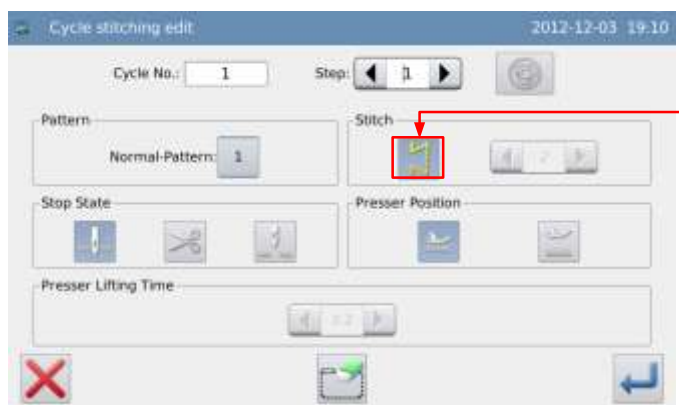 Cycle stitching edit 2012-12-03 19:10
Cycle No.: 1 Step: 1
Pattern Stitch
Normal-Pattern: 1 2
Stop State Presser Position
Presser Lifting Time